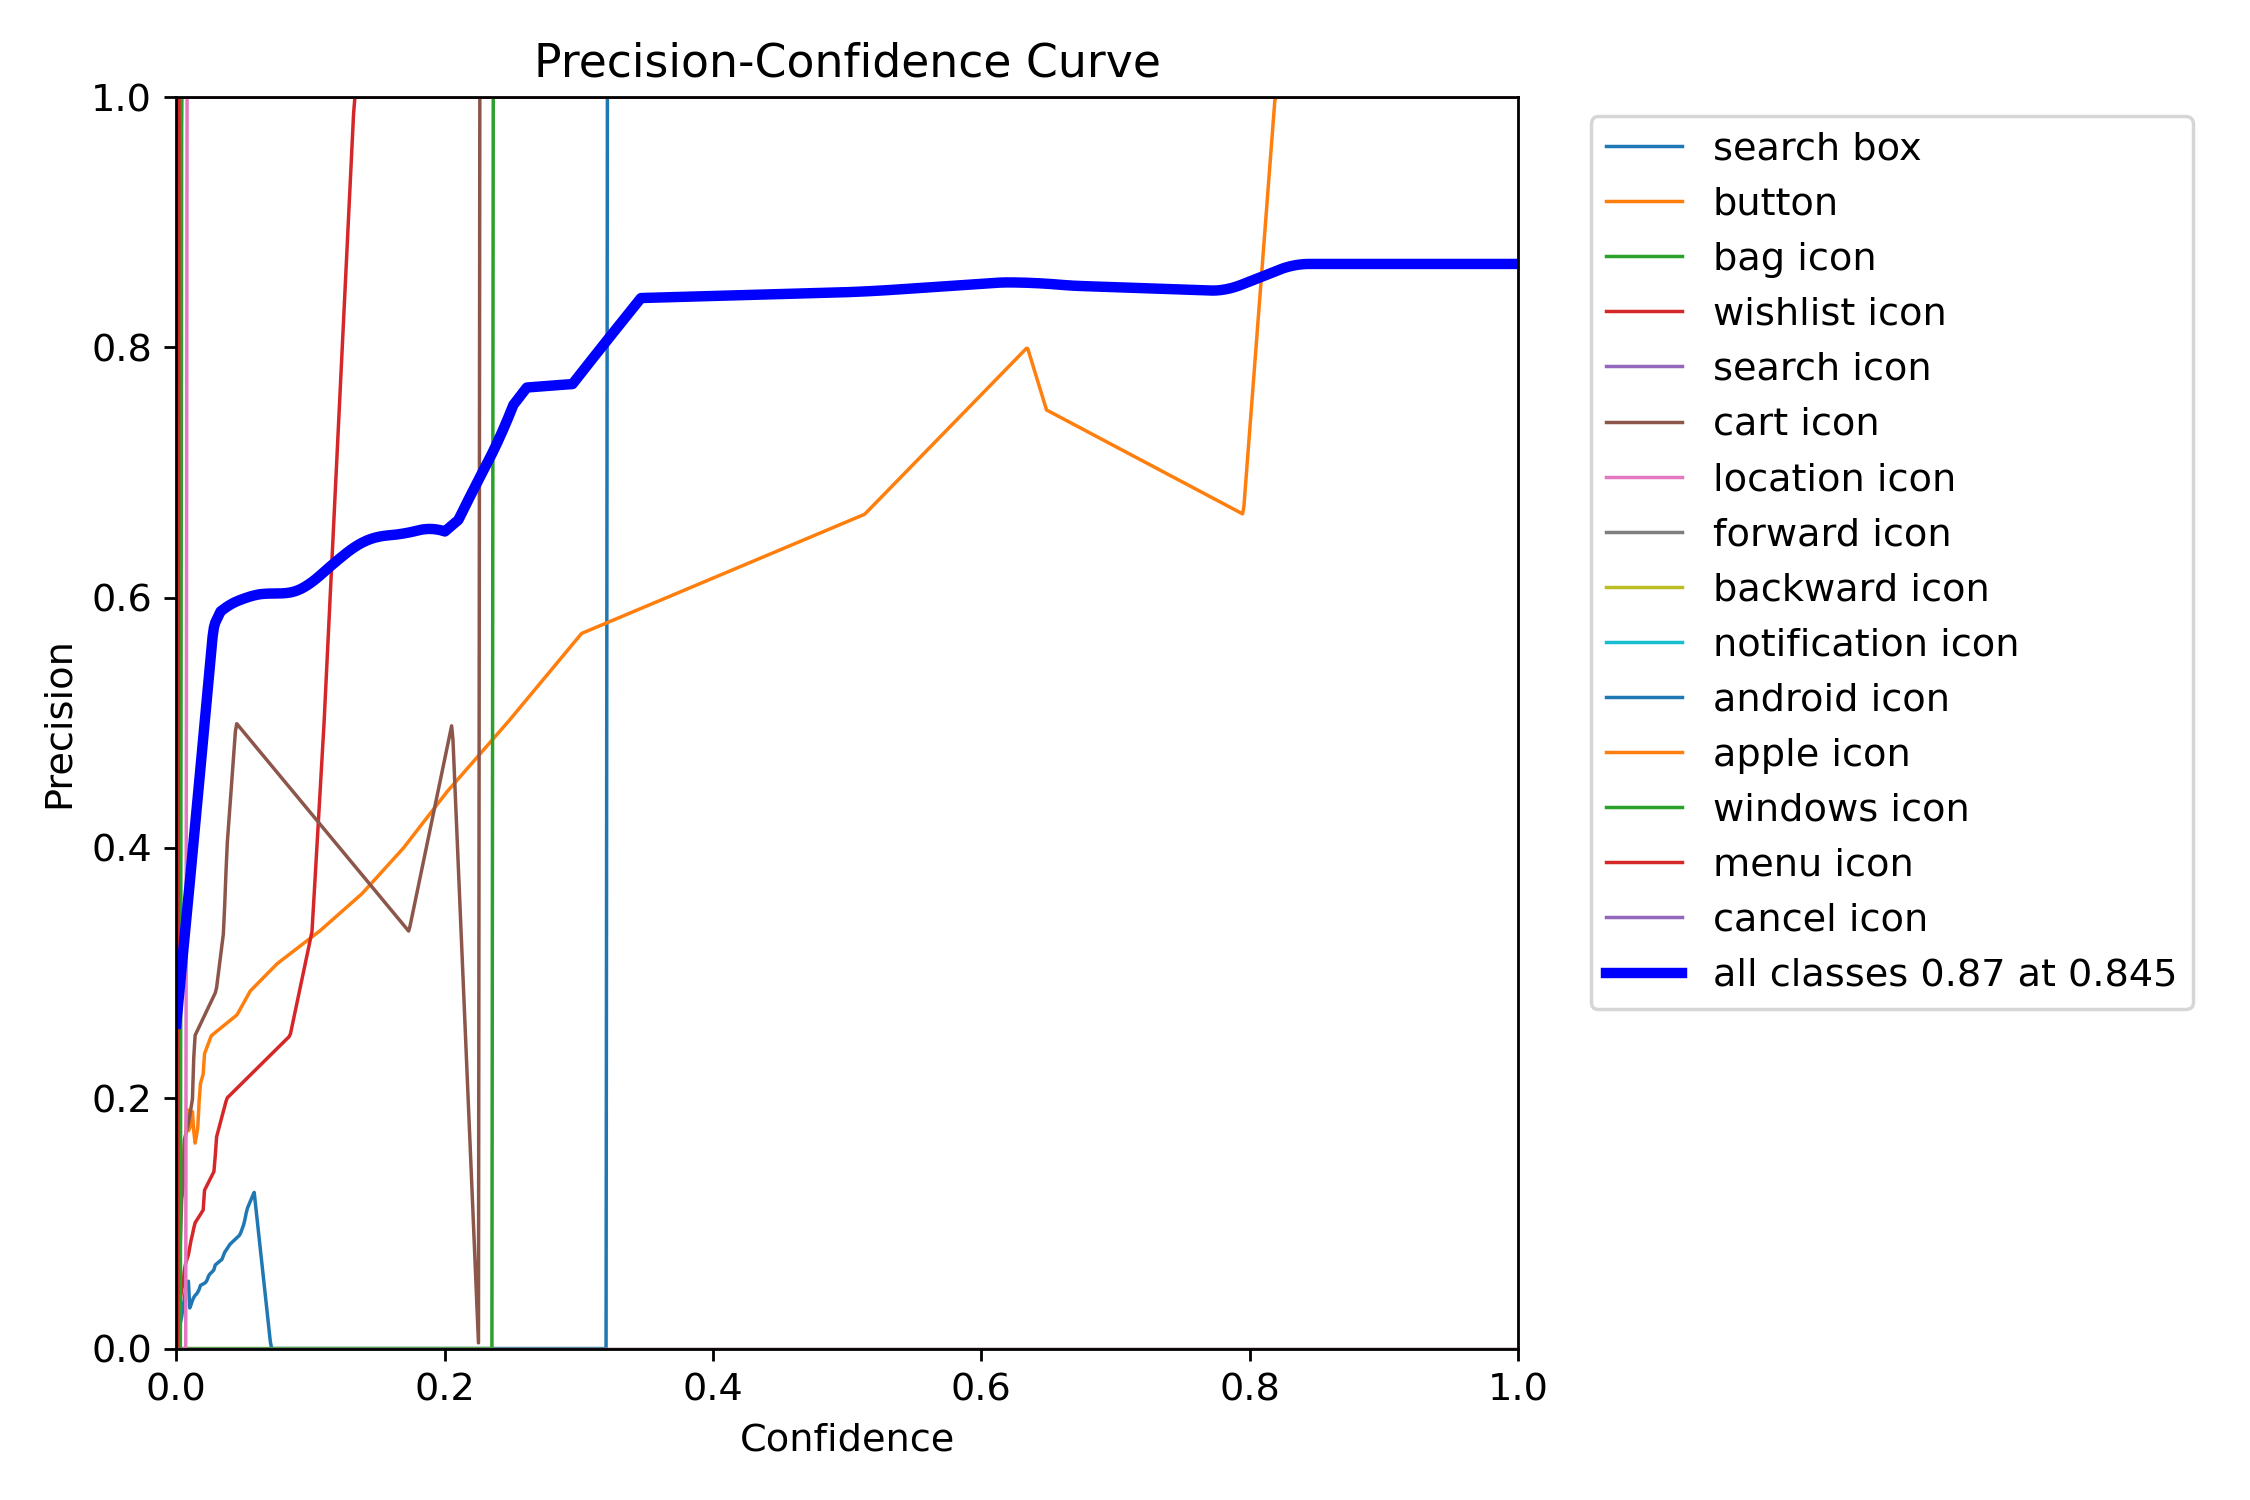 Precision-Confidence Curve
1.0
0.8
0.6
0.4
0.2
0.0
Precision
0.0 0.2 0.4 0.6 0.8 1.0
Confidence
search box
button
bag icon
wishlist icon
search icon
cart icon
location icon
forward icon
backward icon
notification icon
android icon
apple icon
windows icon
menu icon
cancel icon
all classes 0.87 at 0.845